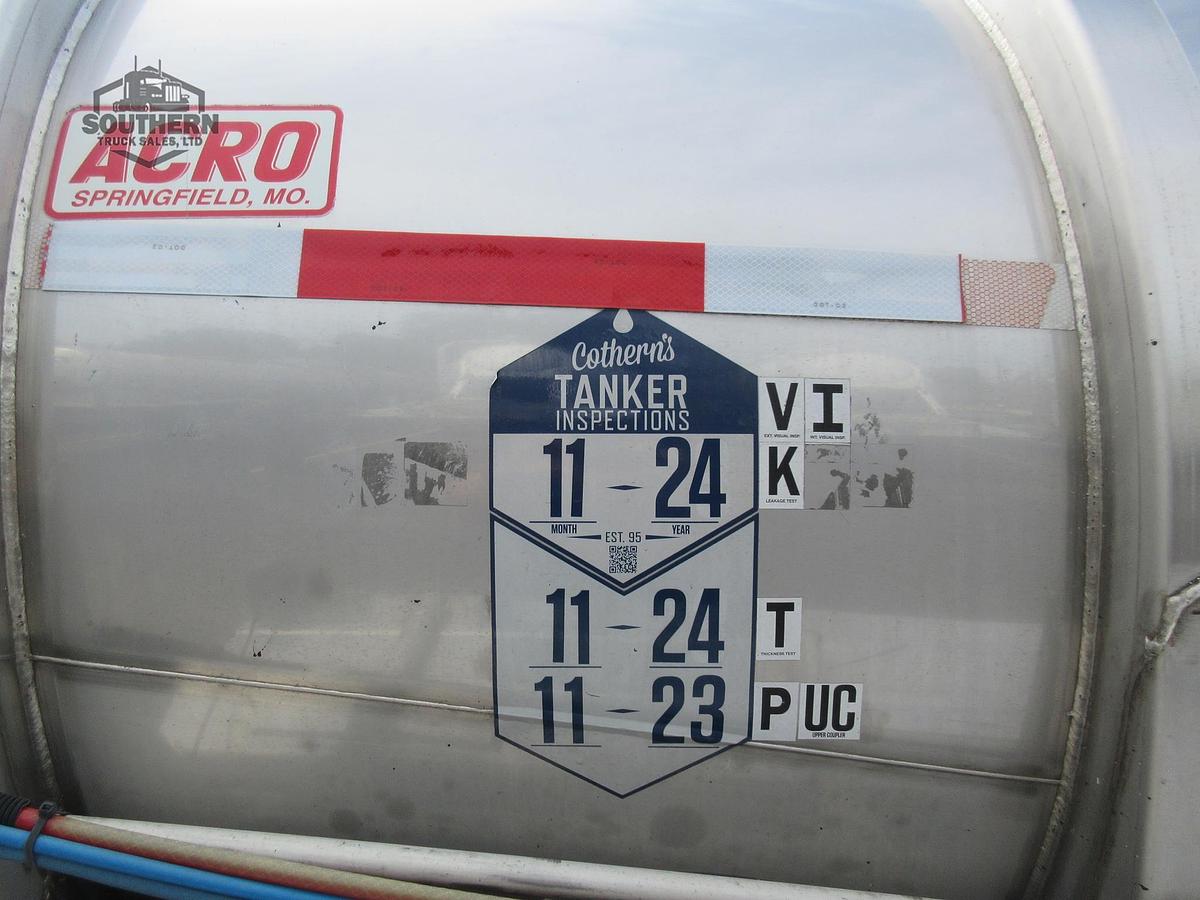 SOUTHERN
TRUCK SALES, LTD
ACRO
SPRINGFIELD, MO.
Cothern's
TANKER
INSPECTIONS
11 - 24
MONTH YEAR
EST. 95
V I
EXT. VISUAL INSP. INT. VISUAL INSP.
K
LEAKAGE TEST
11 - 24
T
THICKNESS TEST
11 - 23
P UC
UPPER COUPLER